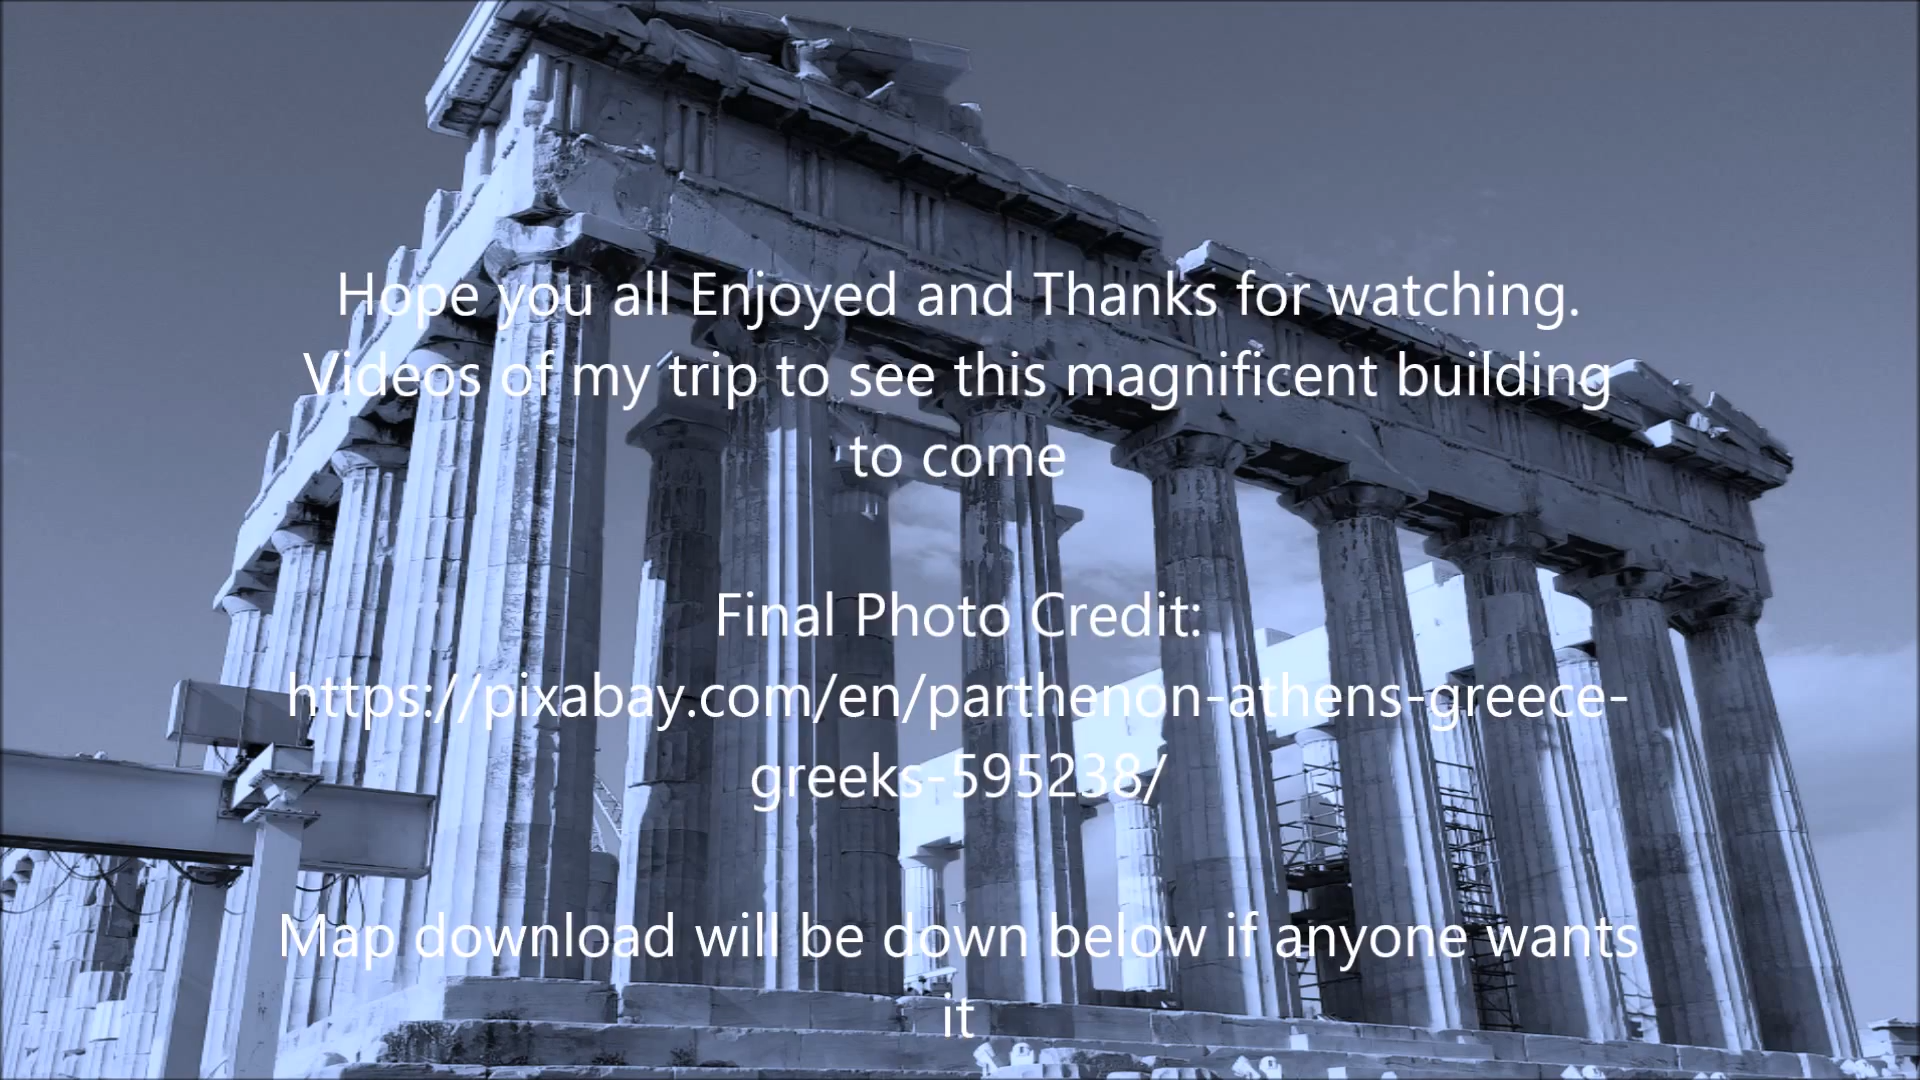 Hope you all Enjoyed and Thanks for watching.
Videos of my trip to see this magnificent building
to come
Final Photo Credit:
https://pixabay.com/en/parthenon-athens-greece-
greeks-595238/
Map download will be down below if anyone wants
it